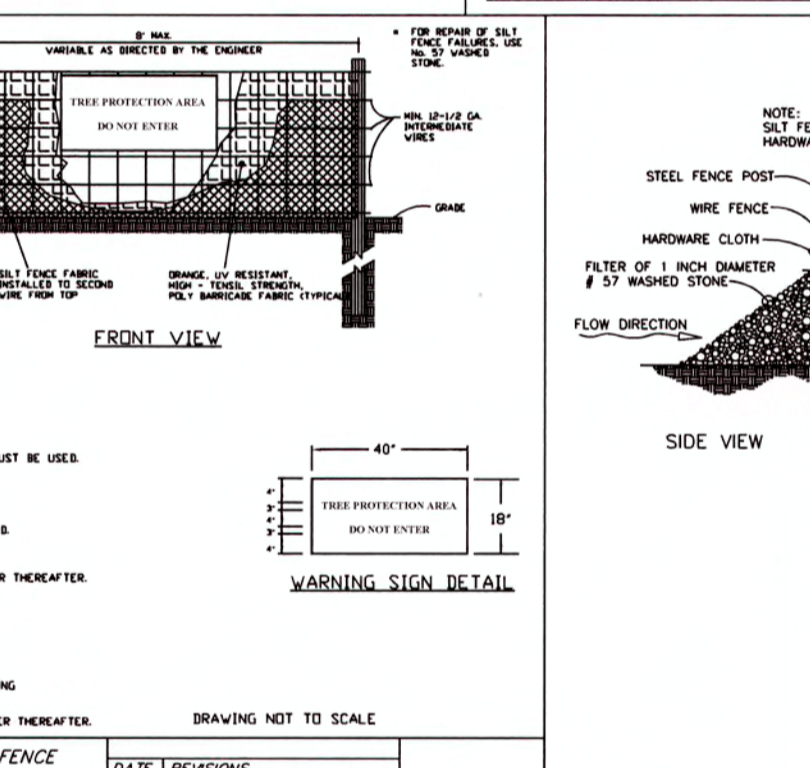 8' MAX.
VARIABLE AS DIRECTED BY THE ENGINEER
* FOR REPAIR OF SILT
FENCE FAILURES, USE
No. 57 WASHED
STONE.
TREE PROTECTION AREA
DO NOT ENTER
MIN. 12-1/2 GA.
INTERMEDIATE
WIRES
GRADE
SILT FENCE FABRIC
INSTALLED TO SECOND
WIRE FROM TOP
ORANGE, UV RESISTANT,
HIGH - TENSIL STRENGTH,
POLY BARRICADE FABRIC (TYPICAL
FRONT VIEW
NOTE:
SILT FE
HARDWA
STEEL FENCE POST
WIRE FENCE
HARDWARE CLOTH
FILTER OF 1 INCH DIAMETER
# 57 WASHED STONE
FLOW DIRECTION
SIDE VIEW
UST BE USED.
D.
R THEREAFTER.
NG
ER THEREAFTER.
40"
4"
3"
4"
3"
4"
TREE PROTECTION AREA
DO NOT ENTER
18"
WARNING SIGN DETAIL
DRAWING NOT TO SCALE
FENCE
DATE REVISIONS